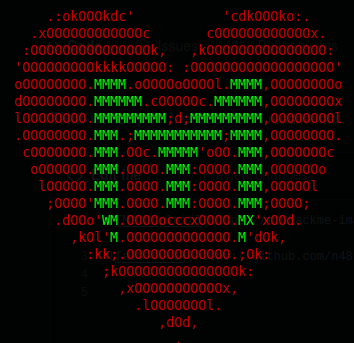 .:okOOOkdc'           'cdkOOOko:.
.xOOOOOOOOOOOOc       cOOOOOOOOOOOOx.
:OOOOOOOOOOOOOOOk,   ,kOOOOOOOOOOOOOOO:
'OOOOOOOOOkkkkOOOOO: :OOOOOOOOOOOOOOOOOO'
oOOOOOOOO.MMMM.oOOOOoOOOOl.MMMM,OOOOOOOOo
dOOOOOOOO.MMMMMM.cOOOOOc.MMMMMM,OOOOOOOOx
lOOOOOOOO.MMMMMMMMM;d;MMMMMMMMM,OOOOOOOOl
.OOOOOOOO.MMM.;MMMMMMMMMMM;MMMM,OOOOOOOO.
cOOOOOOO.MMM.OOc.MMMMM'oOO.MMM,OOOOOOOc
oOOOOOO.MMM.OOOO.MMM:OOOO.MMM,OOOOOOo
lOOOOO.MMM.OOOO.MMM:OOOO.MMM,OOOOOl
;OOOO'MMM.OOOO.MMM:OOOO.MMM;OOOO;
.dOOo'WM.OOOOocccxOOOO.MX'xOOd.
,kOl'M.OOOOOOOOOOOOO.M'dOk,
:kk;.OOOOOOOOOOOOO.;Ok:
;kOOOOOOOOOOOOOOOk:
,xOOOOOOOOOOOx,
.lOOOOOOOl.
,dOd,
.